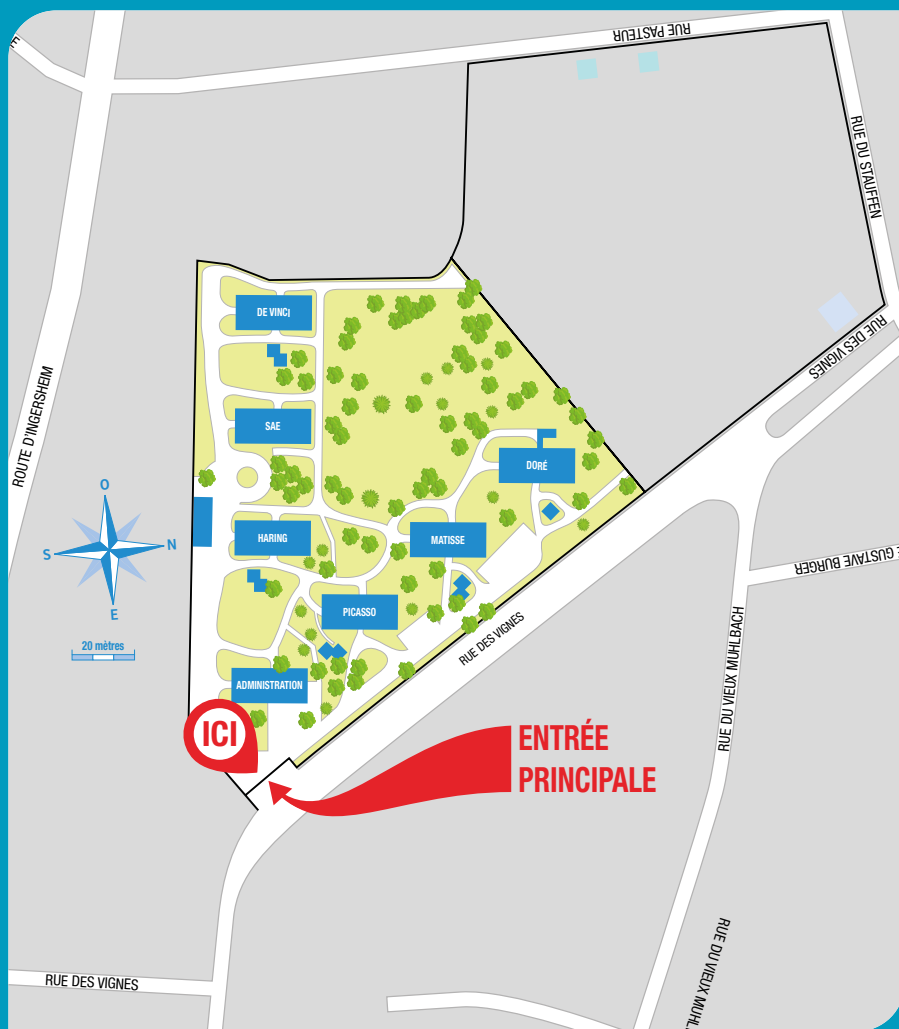 RUE PASTEUR
E
RUE DU STAUFFEN
RUE DES VIGNES
ROUTE D'INGERSHEIM
DE VINCI
SAE
DORÉ
HARING
MATISSE
PICASSO
ADMINISTRATION
O
S
N
E
20 mètres
RUE DES VIGNES
E GUSTAVE BURGER
RUE DU VIEUX MUHLBACH
ICI
ENTRÉE
PRINCIPALE
RUE DES VIGNES
RUE DU VIEUX MUHL